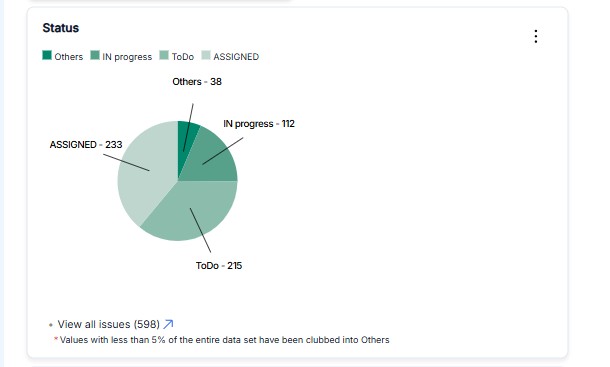 Status
Others IN progress ToDo ASSIGNED
Others - 38
IN progress - 112
ASSIGNED - 233
ToDo - 215
View all issues (598)
* Values with less than 5% of the entire data set have been clubbed into Others